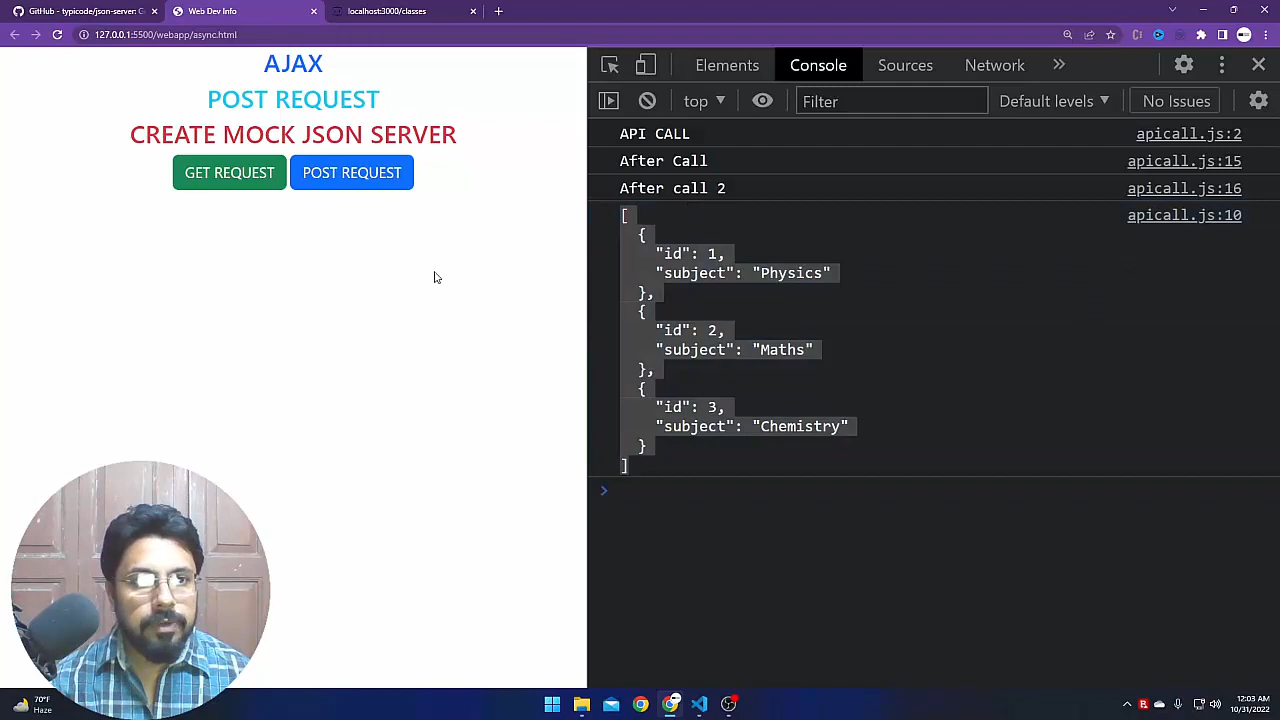 GitHub - typicode/json-server: G
Web Dev Info
localhost:3000/classes
127.0.0.1:5500/webapp/async.html
AJAX
POST REQUEST
CREATE MOCK JSON SERVER
GET REQUEST
POST REQUEST
Elements
Console
Sources
Network
top
Filter
Default levels
No Issues
API CALL apicall.js:2
After Call apicall.js:15
After call 2 apicall.js:16
[ apicall.js:10
{
"id": 1,
"subject": "Physics"
},
{
"id": 2,
"subject": "Maths"
},
{
"id": 3,
"subject": "Chemistry"
}
]
70°F
Haze
12:03 AM
10/31/2022